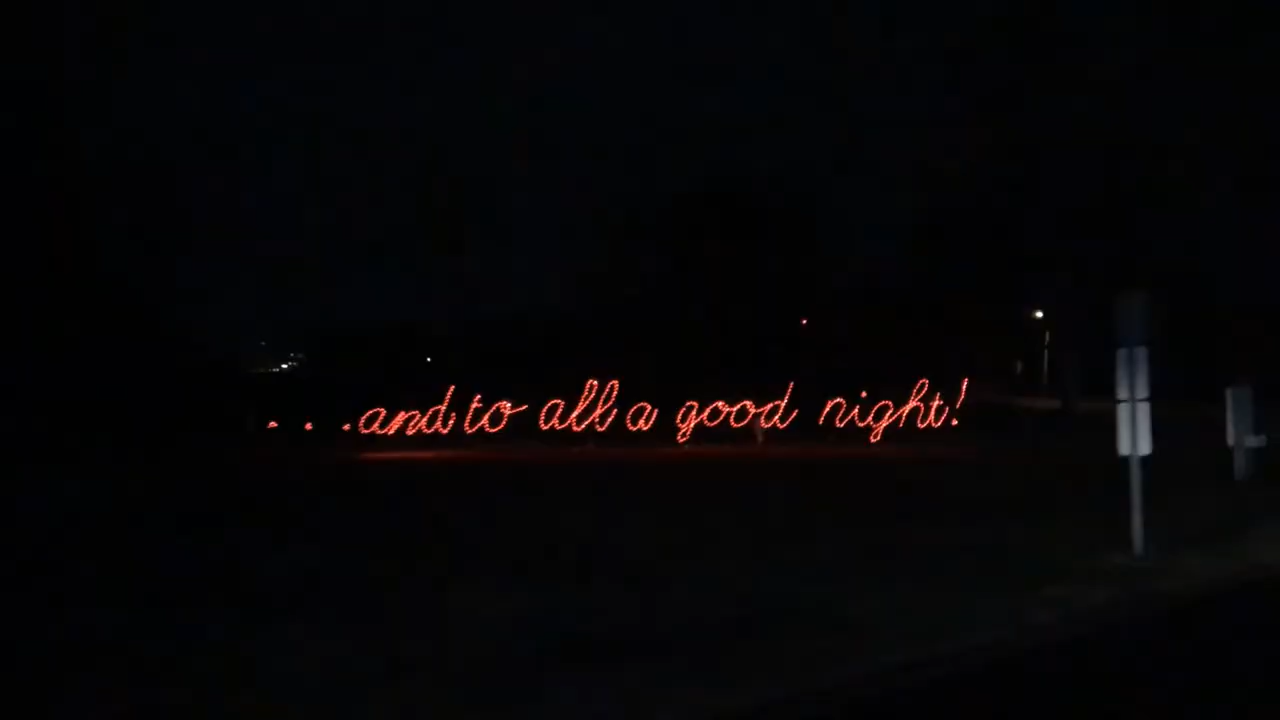 . . .and to all a good night!